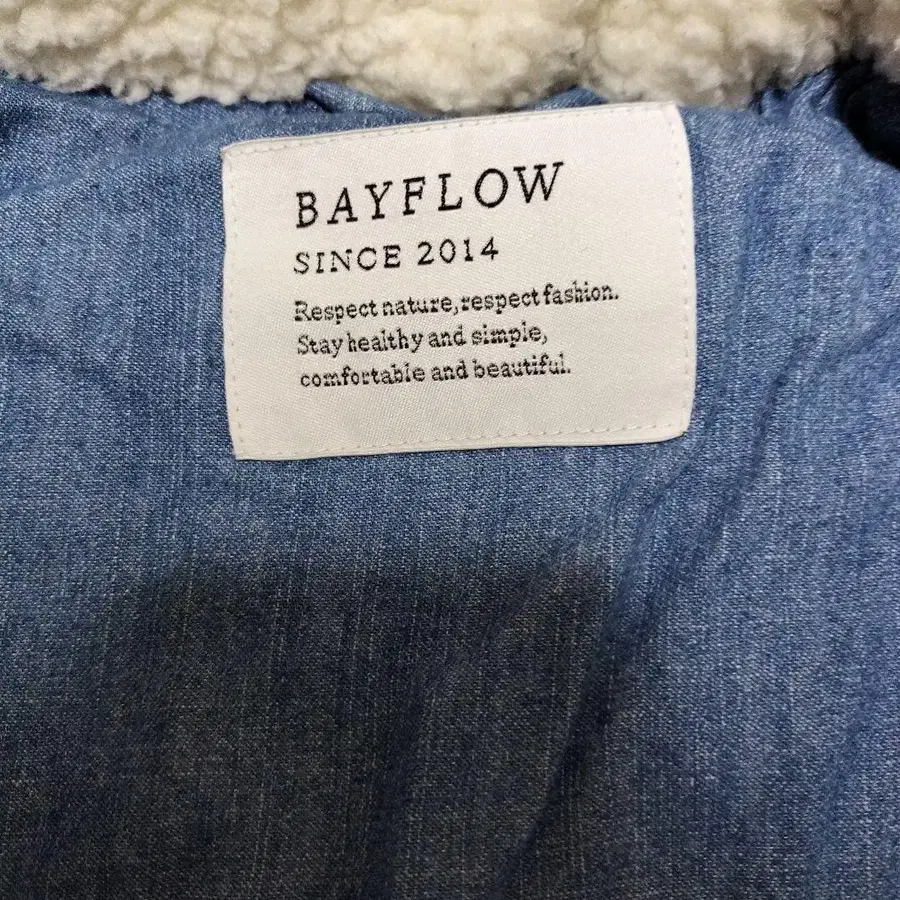 BAYFLOW
SINCE 2014
Respect nature, respect fashion.
Stay healthy and simple,
comfortable and beautiful.